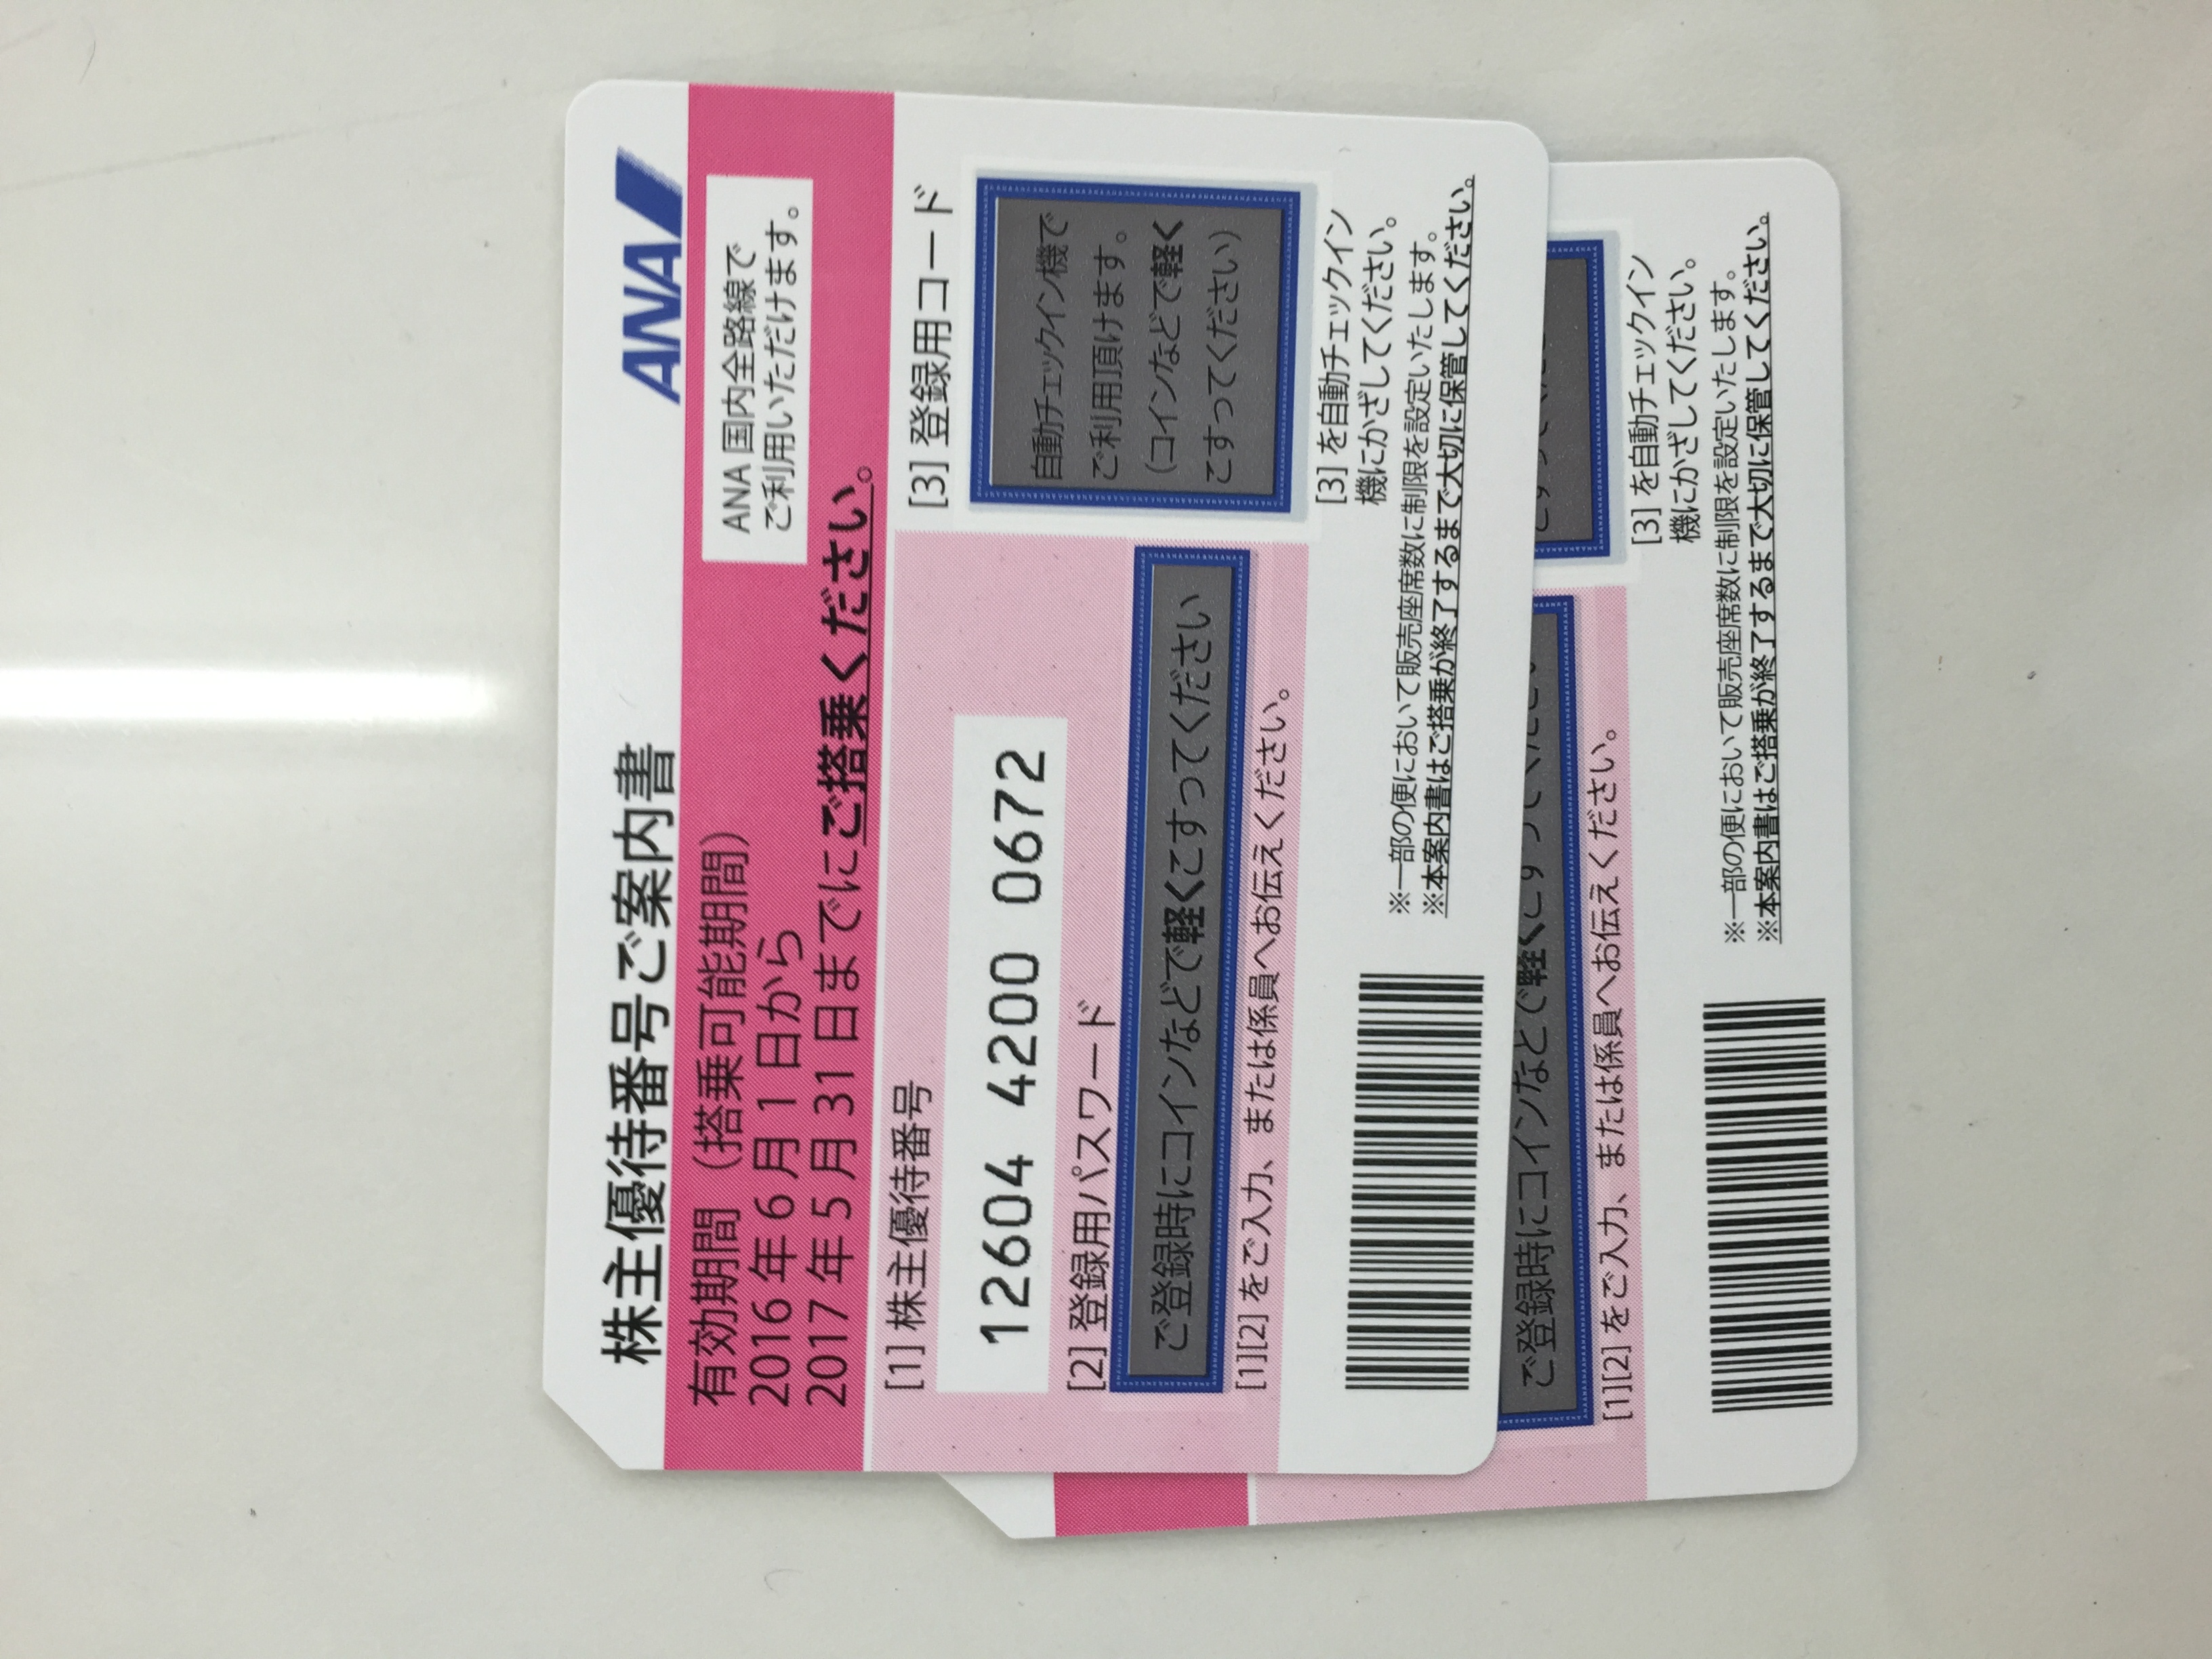 株主優待番号ご案内書
ANA
有効期間（搭乗可能期間）
2016年6月1日から
2017年5月31日までにご搭乗ください。
ANA 国内全路線で
ご利用いただけます。
[1] 株主優待番号
12604 4200 0672
[2] 登録用パスワード
ご登録時にコインなどで軽くこすってください
[1][2] をご入力、または係員へお伝えください。
[3] 登録用コード
自動チェックイン機で
ご利用頂けます。
（コインなどで軽く
こすってください）
[3] を自動チェックイン
機にかざしてください。
※一部の便において販売座席数に制限を設定いたします。
※本案内書はご搭乗が終了するまで大切に保管してください。
ご登録時にコインなどで軽くこすってください
[1][2] をご入力、または係員へお伝えください。
[3] を自動チェックイン
機にかざしてください。
※一部の便において販売座席数に制限を設定いたします。
※本案内書はご搭乗が終了するまで大切に保管してください。